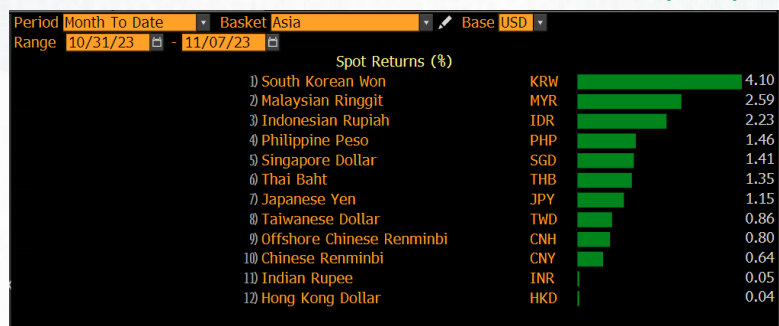 Period Month To Date Basket Asia Base USD
Range 10/31/23 - 11/07/23
Spot Returns (%)
1) South Korean Won KRW 4.10
2) Malaysian Ringgit MYR 2.59
3) Indonesian Rupiah IDR 2.23
4) Philippine Peso PHP 1.46
5) Singapore Dollar SGD 1.41
6) Thai Baht THB 1.35
7) Japanese Yen JPY 1.15
8) Taiwanese Dollar TWD 0.86
9) Offshore Chinese Renminbi CNH 0.80
10) Chinese Renminbi CNY 0.64
11) Indian Rupee INR 0.05
12) Hong Kong Dollar HKD 0.04